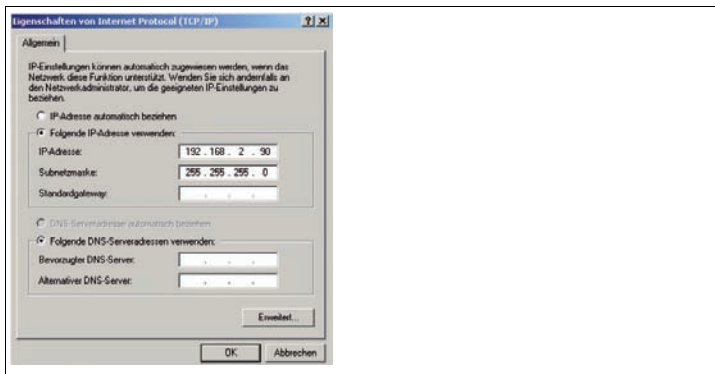 Eigenschaften von Internet Protocol (TCP/IP)
Allgemein
IP-Einstellungen können automatisch zugewiesen werden, wenn das
Netzwerk diese Funktion unterstützt. Wenden Sie sich andernfalls an
den Netzwerkadministrator, um die geeigneten IP-Einstellungen zu
beziehen.
IP-Adresse automatisch beziehen
Folgende IP-Adresse verwenden:
IP-Adresse: 192 . 168 . 2 . 90
Subnetzmaske: 255 . 255 . 255 . 0
Standardgateway: . . .
DNS-Serveradresse automatisch beziehen
Folgende DNS-Serveradressen verwenden:
Bevorzugter DNS-Server: . . .
Alternativer DNS-Server: . . .
Erweitert...
OK Abbrechen